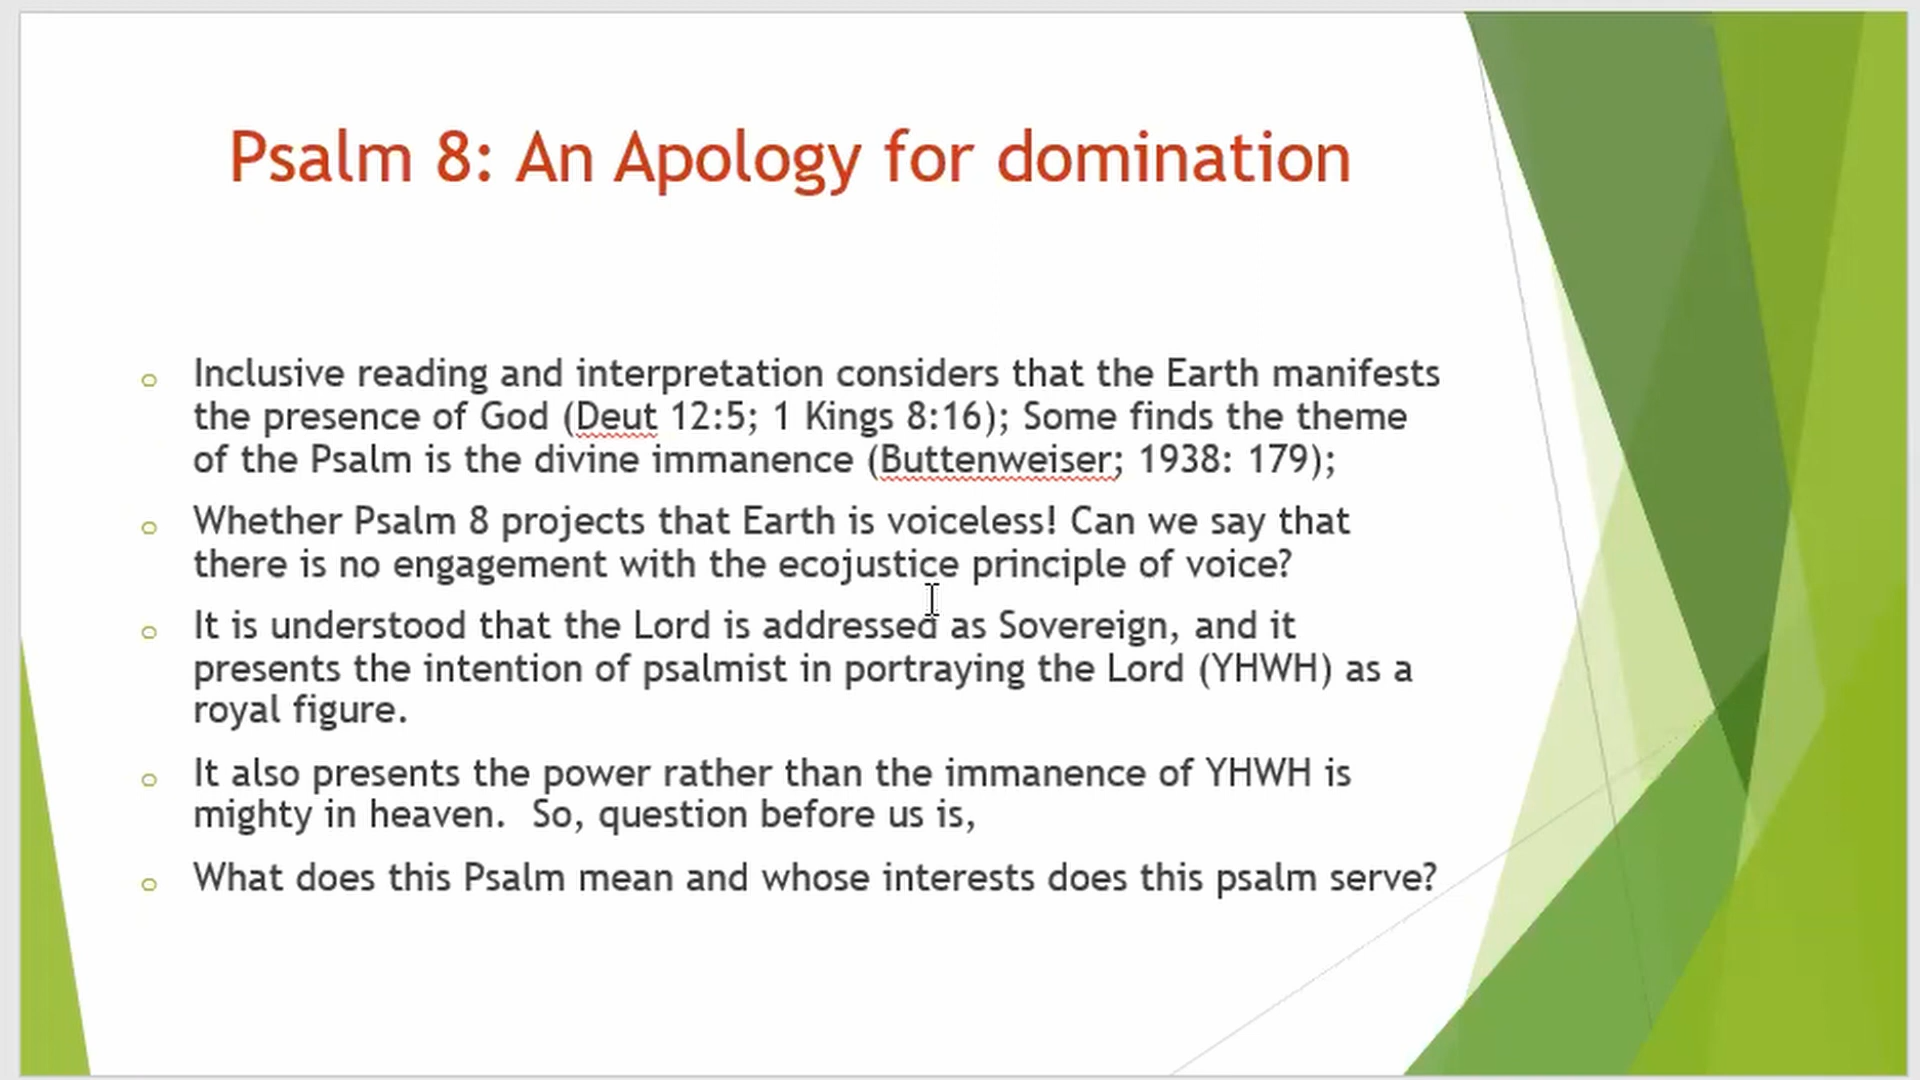 Psalm 8: An Apology for domination
Inclusive reading and interpretation considers that the Earth manifests
the presence of God (Deut 12:5; 1 Kings 8:16); Some finds the theme
of the Psalm is the divine immanence (Buttenweiser; 1938: 179);
Whether Psalm 8 projects that Earth is voiceless! Can we say that
there is no engagement with the ecojustice principle of voice?
It is understood that the Lord is addressed as Sovereign, and it
presents the intention of psalmist in portraying the Lord (YHWH) as a
royal figure.
It also presents the power rather than the immanence of YHWH is
mighty in heaven.  So, question before us is,
What does this Psalm mean and whose interests does this psalm serve?